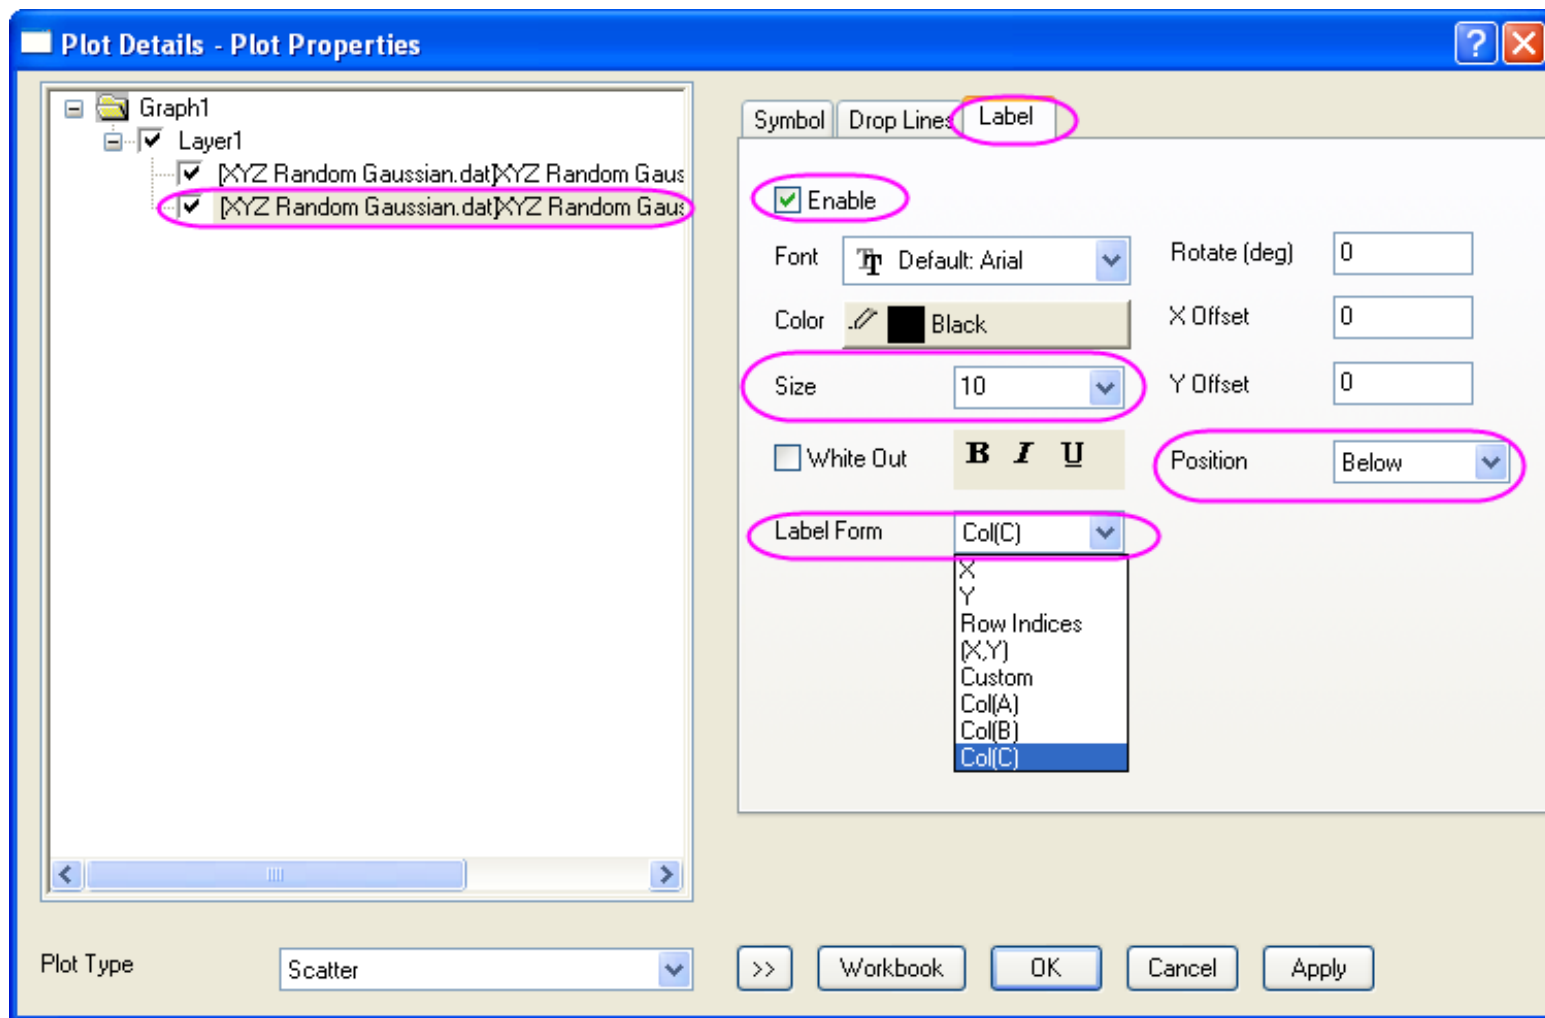 Plot Details - Plot Properties
Graph1
Layer1
[XYZ Random Gaussian.dat]XYZ Random Gaus
[XYZ Random Gaussian.dat]XYZ Random Gaus
Symbol Drop Lines Label
Enable
Font Default: Arial Rotate (deg) 0
Color Black X Offset 0
Size 10 Y Offset 0
White Out B I U Position Below
Label Form Col(C)
X
Y
Row Indices
(X,Y)
Custom
Col(A)
Col(B)
Col(C)
Plot Type Scatter >> Workbook OK Cancel Apply